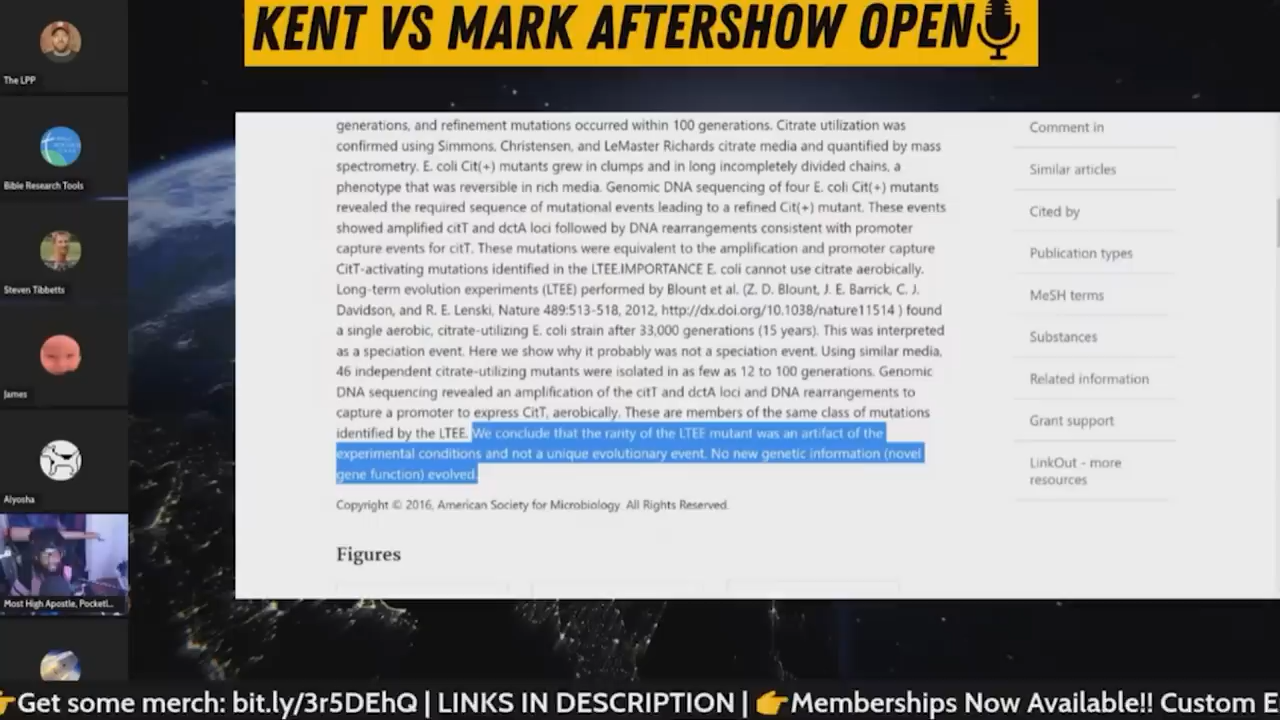 KENT VS MARK AFTERSHOW OPEN
The LPP
Bible Research Tools
Steven Tibbetts
James
Alyosha
Most High Apostle, Pocketl...
generations, and refinement mutations occurred within 100 generations. Citrate utilization was
confirmed using Simmons, Christensen, and LeMaster Richards citrate media and quantified by mass
spectrometry. E. coli Cit(+) mutants grew in clumps and in long incompletely divided chains, a
phenotype that was reversible in rich media. Genomic DNA sequencing of four E. coli Cit(+) mutants
revealed the required sequence of mutational events leading to a refined Cit(+) mutant. These events
showed amplified citT and dctA loci followed by DNA rearrangements consistent with promoter
capture events for citT. These mutations were equivalent to the amplification and promoter capture
CitT-activating mutations identified in the LTEE.IMPORTANCE E. coli cannot use citrate aerobically.
Long-term evolution experiments (LTEE) performed by Blount et al. (Z. D. Blount, J. E. Barrick, C. J.
Davidson, and R. E. Lenski, Nature 489:513-518, 2012, http://dx.doi.org/10.1038/nature11514 ) found
a single aerobic, citrate-utilizing E. coli strain after 33,000 generations (15 years). This was interpreted
as a speciation event. Here we show why it probably was not a speciation event. Using similar media,
46 independent citrate-utilizing mutants were isolated in as few as 12 to 100 generations. Genomic
DNA sequencing revealed an amplification of the citT and dctA loci and DNA rearrangements to
capture a promoter to express CitT, aerobically. These are members of the same class of mutations
identified by the LTEE. We conclude that the rarity of the LTEE mutant was an artifact of the
experimental conditions and not a unique evolutionary event. No new genetic information (novel
gene function) evolved.
Copyright © 2016, American Society for Microbiology. All Rights Reserved.
Figures
Comment in
Similar articles
Cited by
Publication types
MeSH terms
Substances
Related information
Grant support
LinkOut - more
resources
👉Get some merch: bit.ly/3r5DEhQ | LINKS IN DESCRIPTION | 👉Memberships Now Available!! Custom E